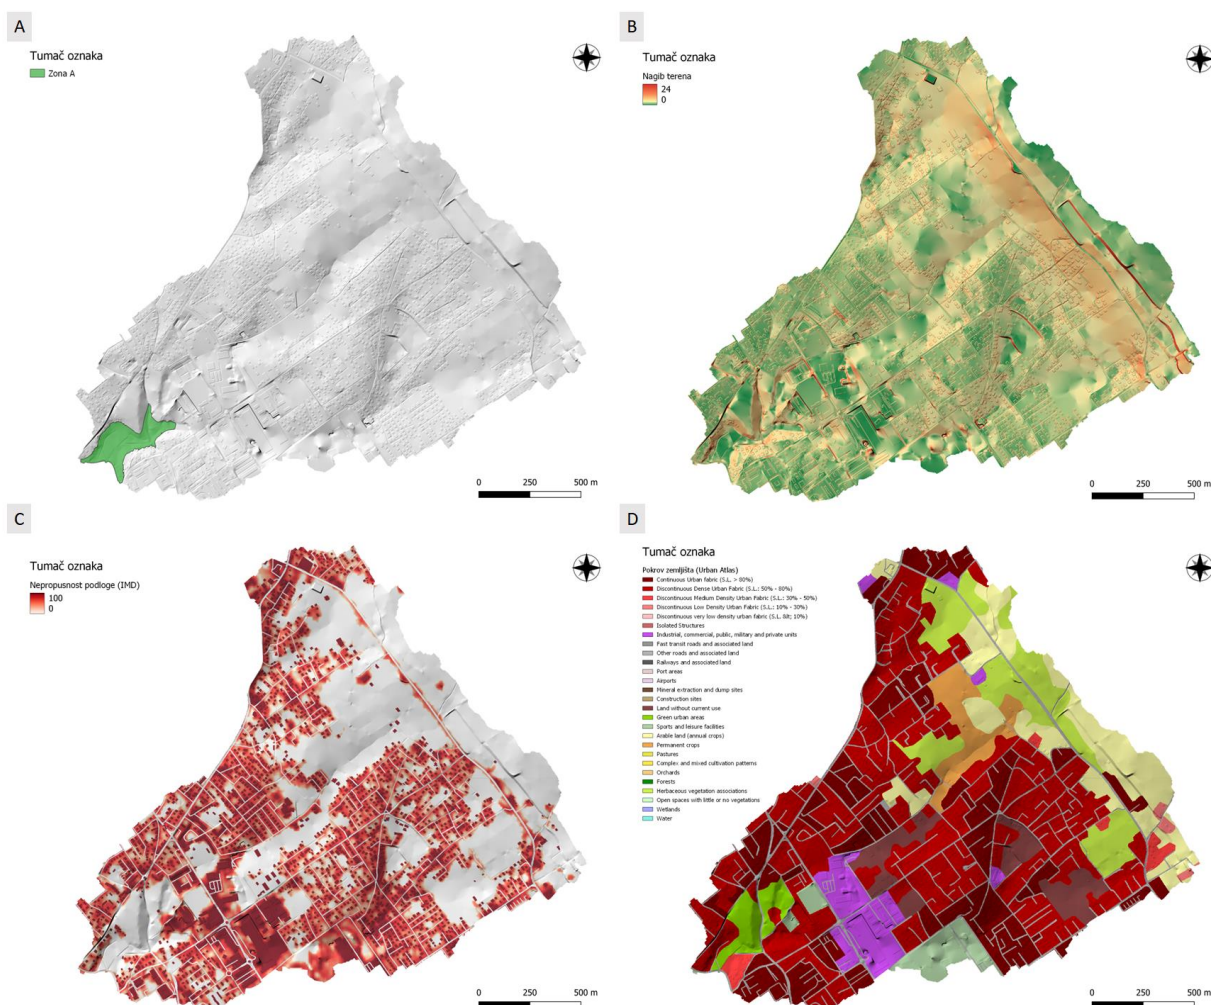 A
Tumač oznaka
Zona A
0 250 500 m
B
Tumač oznaka
Nagib terena
24
0
0 250 500 m
C
Tumač oznaka
Nepropusnost podloge (IMD)
100
0
0 250 500 m
D
Tumač oznaka
Pokrov zemljišta (Urban Atlas)
Continuous Urban fabric (S.L. > 80%)
Discontinuous Dense Urban Fabric (S.L.: 50% - 80%)
Discontinuous Medium Density Urban Fabric (S.L.: 30% - 50%)
Discontinuous Low Density Urban Fabric (S.L.: 10% - 30%)
Discontinuous very low density urban fabric (S.L. &lt; 10%)
Isolated Structures
Industrial, commercial, public, military and private units
Fast transit roads and associated land
Other roads and associated land
Railways and associated land
Port areas
Airports
Mineral extraction and dump sites
Construction sites
Land without current use
Green urban areas
Sports and leisure facilities
Arable land (annual crops)
Permanent crops
Pastures
Complex and mixed cultivation patterns
Orchards
Forests
Herbaceous vegetation associations
Open spaces with little or no vegetations
Wetlands
Water
0 250 500 m